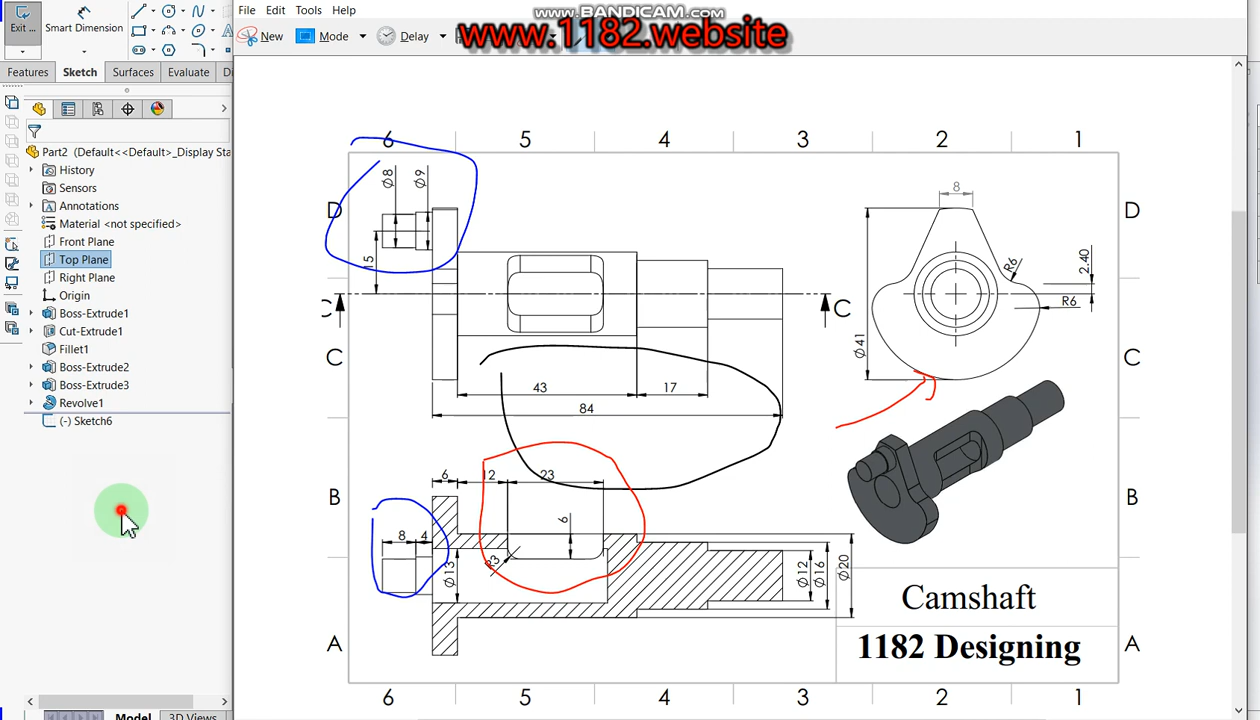 WWW.BANDICAM.COM
www.1182.website
Exit ...
Smart Dimension
File Edit Tools Help
New Mode Delay
Features Sketch Surfaces Evaluate
Part2 (Default<<Default>_Display Sta
History
Sensors
Annotations
Material <not specified>
Front Plane
Top Plane
Right Plane
Origin
Boss-Extrude1
Cut-Extrude1
Fillet1
Boss-Extrude2
Boss-Extrude3
Revolve1
(-) Sketch6
Model 3D Views
6 5 4 3 2 1
D D
Ø8 Ø9
15
8
R6
2.40
R6
Ø41
C C
C C
43 17
84
6 12 23
B B
8 4
6
R3
Ø13
Ø12 Ø16 Ø20
Camshaft
A A
1182 Designing
6 5 4 3 2 1